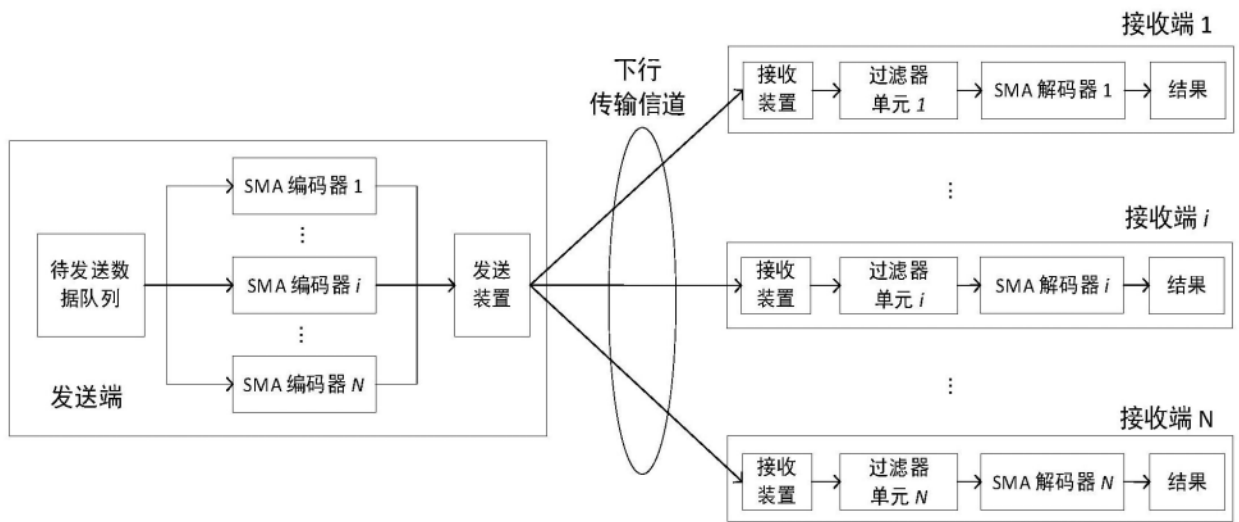 待发送数
据队列
SMA 编码器 1
⋮
SMA 编码器 i
⋮
SMA 编码器 N
发送
装置
发送端
下行
传输信道
接收端 1
接收
装置
过滤器
单元 1
SMA 解码器 1
结果
⋮
接收端 i
接收
装置
过滤器
单元 i
SMA 解码器 i
结果
⋮
接收端 N
接收
装置
过滤器
单元 N
SMA 解码器 N
结果